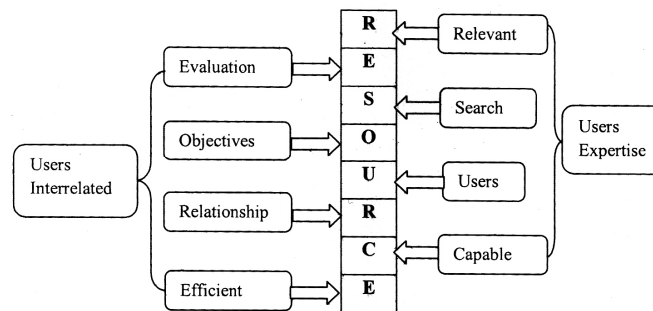 R
Relevant
Evaluation
E
S
Search
Objectives
O
Users
Interrelated
Users
Expertise
U
Users
Relationship
R
C
Capable
Efficient
E